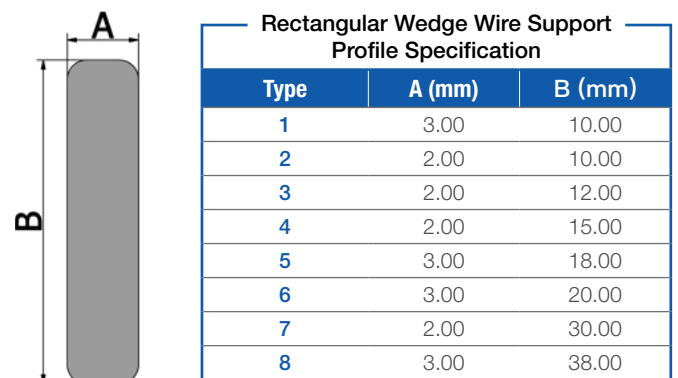 A
B
Rectangular Wedge Wire Support
Profile Specification
Type A (mm) B (mm)
1 3.00 10.00
2 2.00 10.00
3 2.00 12.00
4 2.00 15.00
5 3.00 18.00
6 3.00 20.00
7 2.00 30.00
8 3.00 38.00